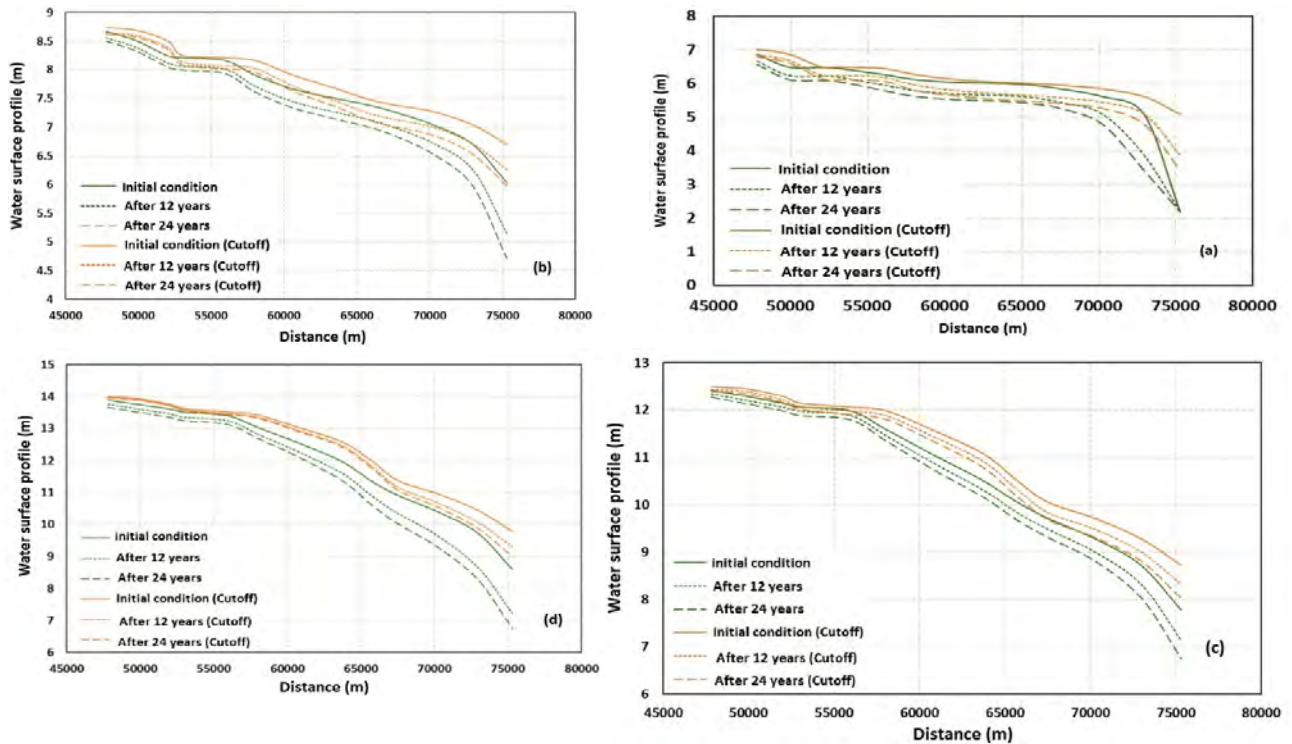 Water surface profile (m)
9
8.5
8
7.5
7
6.5
6
5.5
5
4.5
4
Initial condition
After 12 years
After 24 years
Initial condition (Cutoff)
After 12 years (Cutoff)
After 24 years (Cutoff)
(b)
45000 50000 55000 60000 65000 70000 75000 80000
Distance (m)
Water surface profile (m)
8
7
6
5
4
3
2
1
0
Initial condition
After 12 years
After 24 years
Initial condition (Cutoff)
After 12 years (Cutoff)
After 24 years (Cutoff)
(a)
45000 50000 55000 60000 65000 70000 75000 80000
Distance (m)
Water surface profile (m)
15
14
13
12
11
10
9
8
7
6
Initial condition
After 12 years
After 24 years
Initial condition (Cutoff)
After 12 years (Cutoff)
After 24 years (Cutoff)
(d)
45000 50000 55000 60000 65000 70000 75000 80000
Distance (m)
Water surface profile (m)
13
12
11
10
9
8
7
6
Initial condition
After 12 years
After 24 years
Initial condition (Cutoff)
After 12 years (Cutoff)
After 24 years (Cutoff)
(c)
45000 50000 55000 60000 65000 70000 75000 80000
Distance (m)